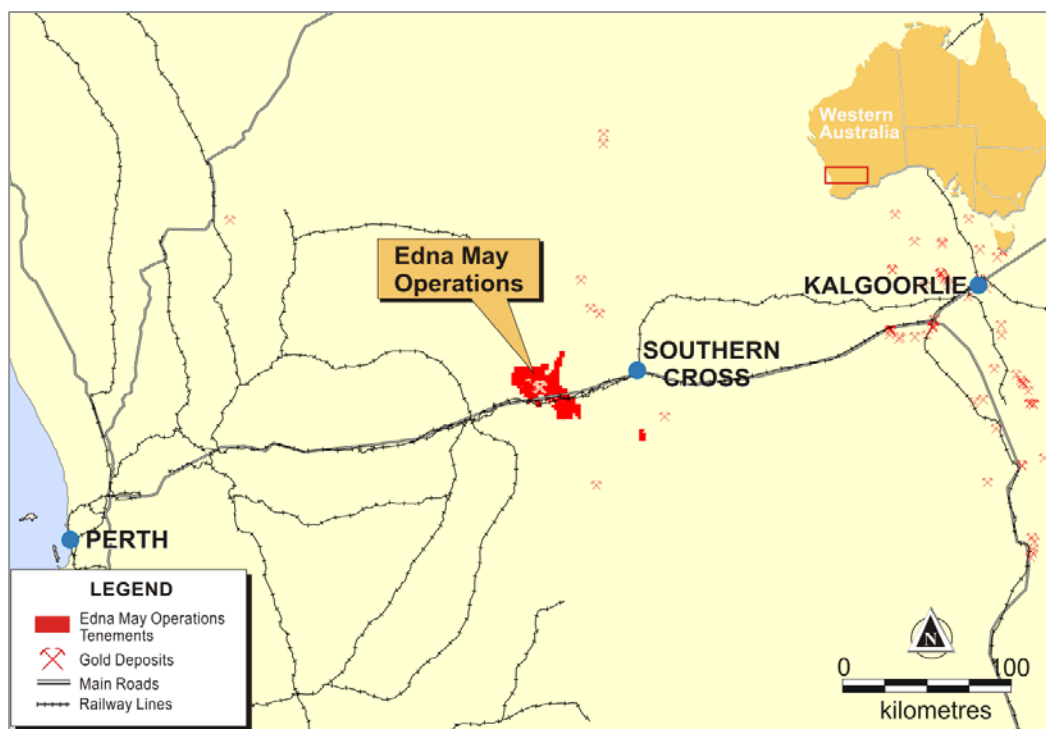 Western
Australia
Edna May
Operations
KALGOORLIE
SOUTHERN
CROSS
PERTH
LEGEND
Edna May Operations
Tenements
Gold Deposits
Main Roads
Railway Lines
N
0 100
kilometres